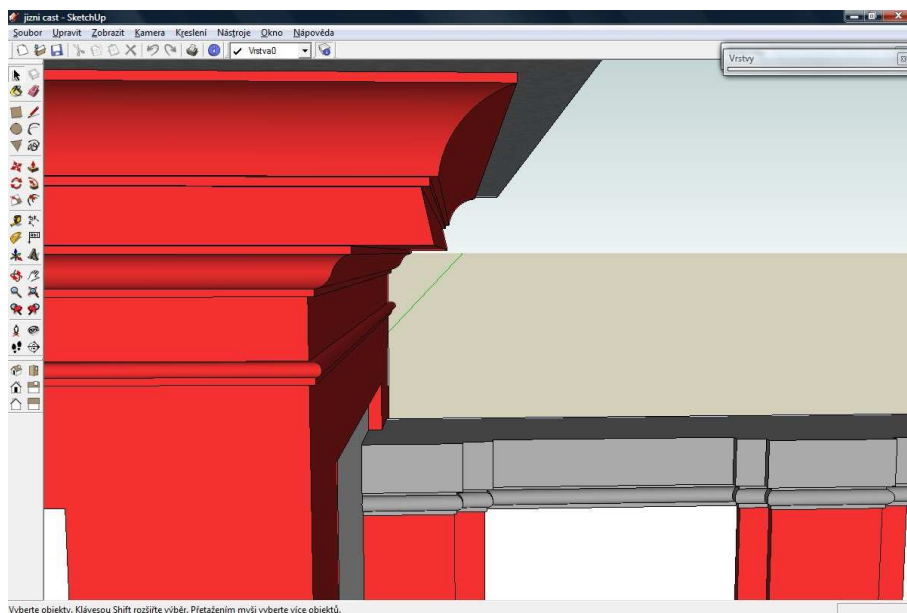 jizni cast - SketchUp
Soubor Upravit Zobrazit Kamera Kreslení Nástroje Okno Nápověda
Vrstva0
Vrstvy
Vyberte objekty. Klávesou Shift rozšiřte výběr. Přetažením myši vyberte více objektů.